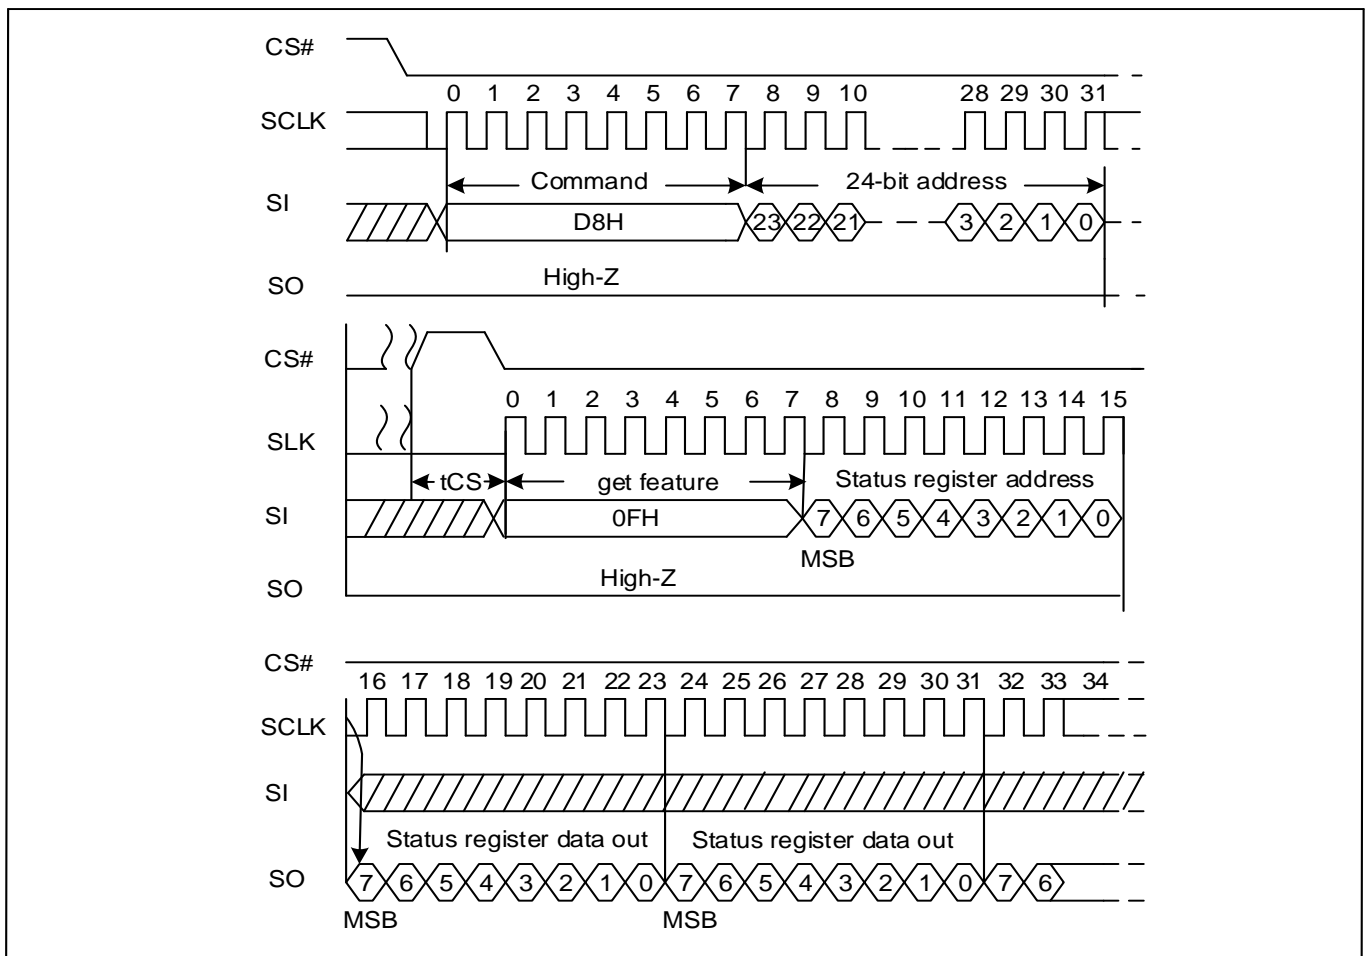 CS#
0 1 2 3 4 5 6 7 8 9 10 28 29 30 31
SCLK
Command 24-bit address
SI
D8H 23 22 21 3 2 1 0
High-Z
SO
CS#
0 1 2 3 4 5 6 7 8 9 10 11 12 13 14 15
SLK
tCS get feature Status register address
SI
0FH 7 6 5 4 3 2 1 0
MSB
High-Z
SO
CS#
16 17 18 19 20 21 22 23 24 25 26 27 28 29 30 31 32 33 34
SCLK
SI
Status register data out Status register data out
SO
7 6 5 4 3 2 1 0 7 6 5 4 3 2 1 0 7 6
MSB MSB